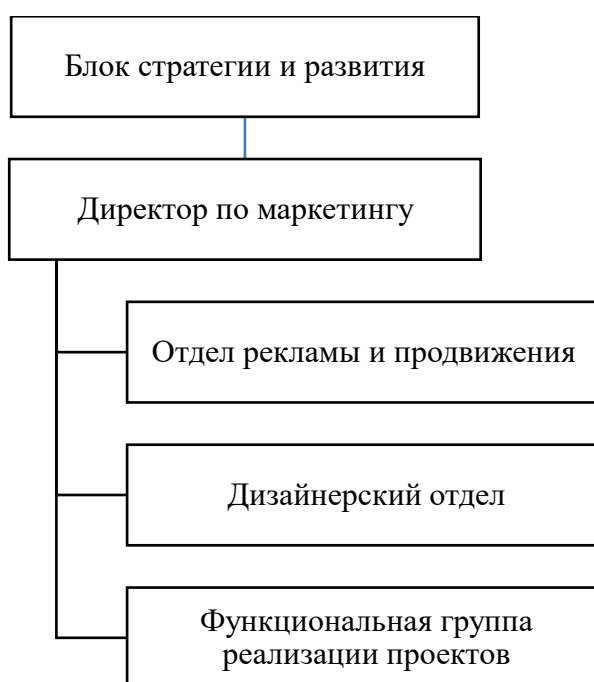 Блок стратегии и развития
Директор по маркетингу
Отдел рекламы и продвижения
Дизайнерский отдел
Функциональная группа
реализации проектов